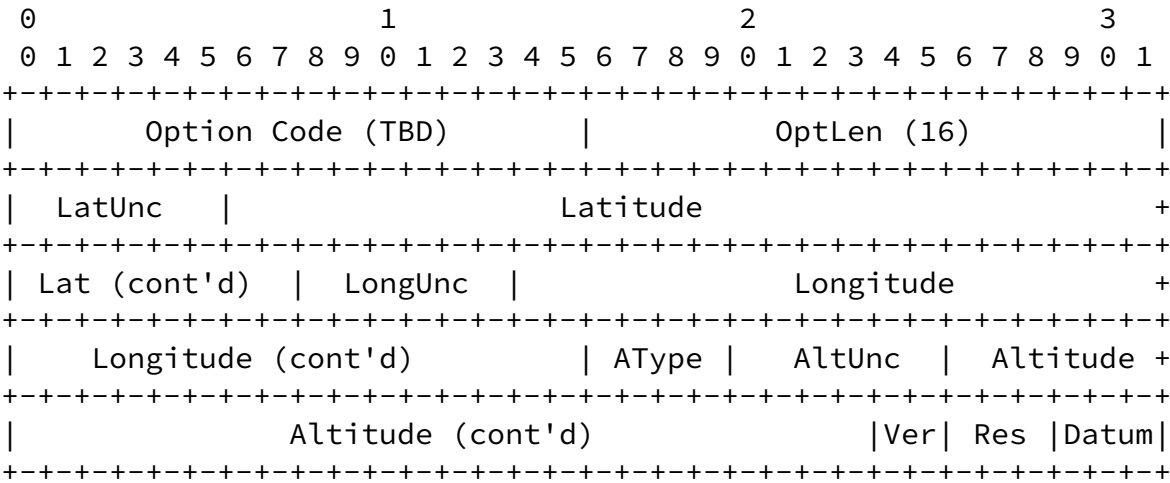 0                   1                   2                   3
 0 1 2 3 4 5 6 7 8 9 0 1 2 3 4 5 6 7 8 9 0 1 2 3 4 5 6 7 8 9 0 1
+-+-+-+-+-+-+-+-+-+-+-+-+-+-+-+-+-+-+-+-+-+-+-+-+-+-+-+-+-+-+-+-+
|       Option Code (TBD)       |          OptLen (16)          |
+-+-+-+-+-+-+-+-+-+-+-+-+-+-+-+-+-+-+-+-+-+-+-+-+-+-+-+-+-+-+-+-+
|  LatUnc   |                  Latitude                         +
+-+-+-+-+-+-+-+-+-+-+-+-+-+-+-+-+-+-+-+-+-+-+-+-+-+-+-+-+-+-+-+-+
| Lat (cont'd)  |  LongUnc  |               Longitude           +
+-+-+-+-+-+-+-+-+-+-+-+-+-+-+-+-+-+-+-+-+-+-+-+-+-+-+-+-+-+-+-+-+
|    Longitude (cont'd)         | AType |   AltUnc  |  Altitude +
+-+-+-+-+-+-+-+-+-+-+-+-+-+-+-+-+-+-+-+-+-+-+-+-+-+-+-+-+-+-+-+-+
|               Altitude (cont'd)               |Ver| Res |Datum|
+-+-+-+-+-+-+-+-+-+-+-+-+-+-+-+-+-+-+-+-+-+-+-+-+-+-+-+-+-+-+-+-+